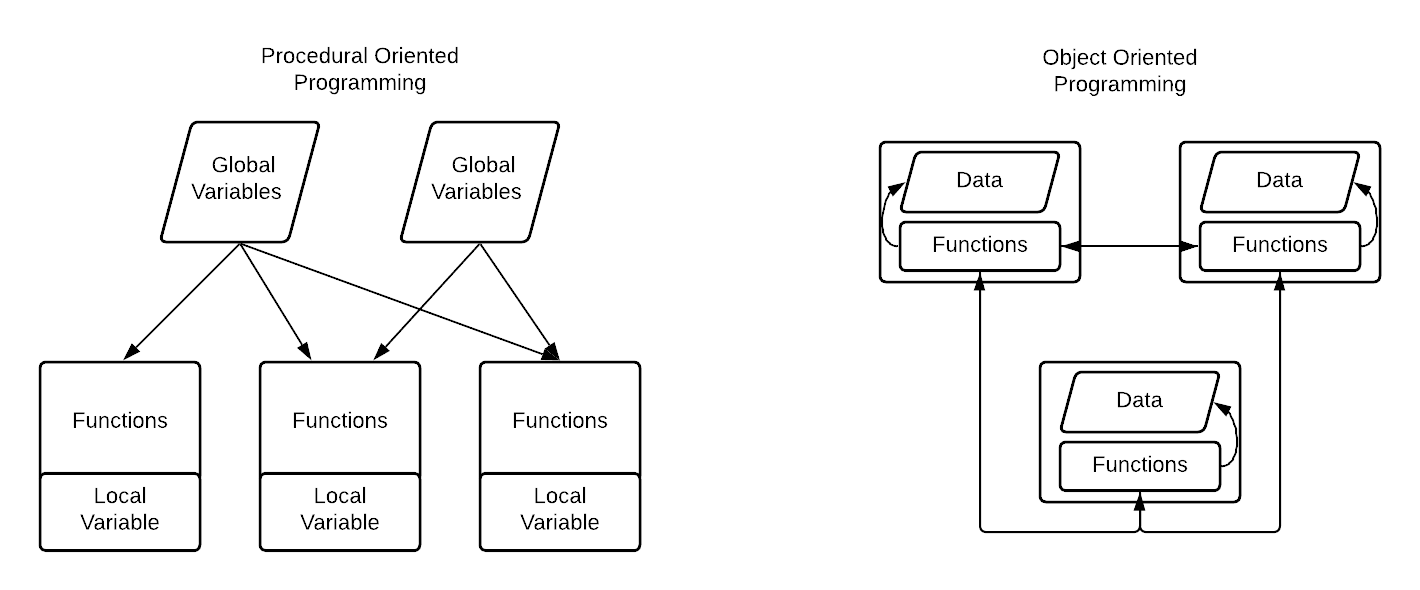 Procedural Oriented
Programming
Global
Variables
Global
Variables
Functions
Local
Variable
Functions
Local
Variable
Functions
Local
Variable
Object Oriented
Programming
Data
Functions
Data
Functions
Data
Functions